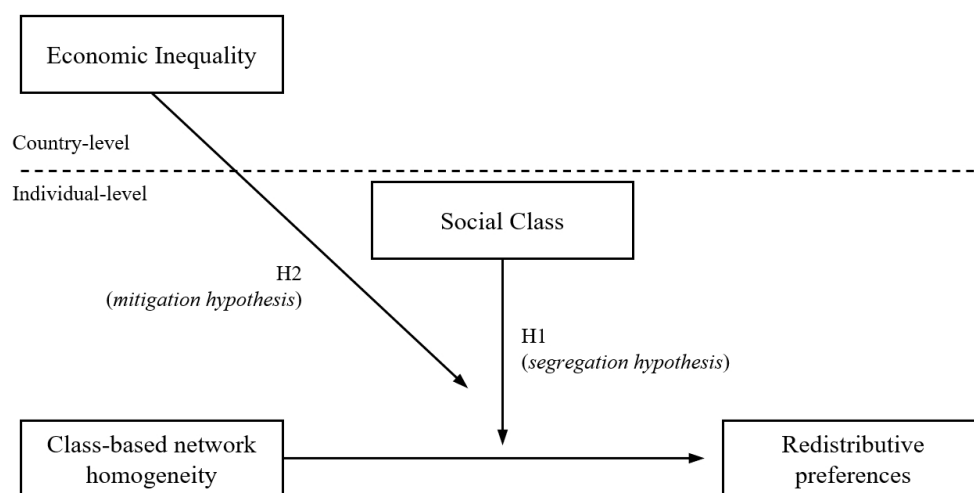 Economic Inequality
Country-level
Individual-level
Social Class
H2
(mitigation hypothesis)
H1
(segregation hypothesis)
Class-based network
homogeneity
Redistributive
preferences